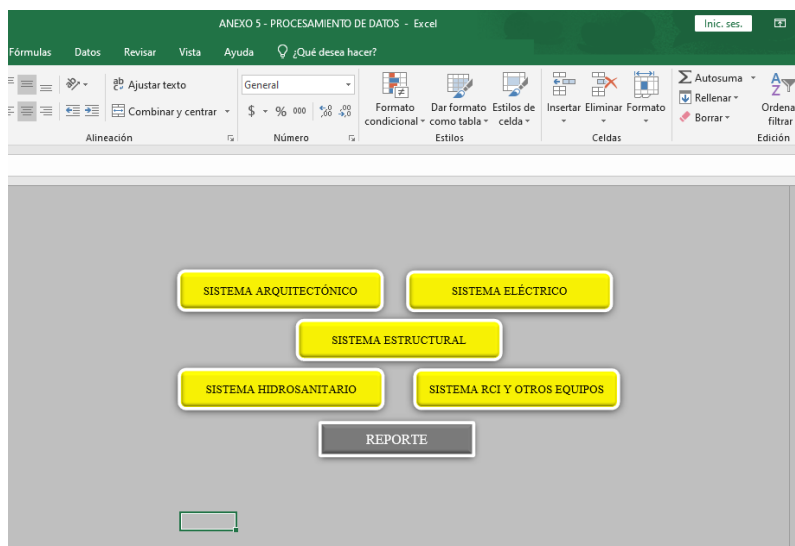 ANEXO 5 - PROCESAMIENTO DE DATOS - Excel Inic. ses.
Fórmulas Datos Revisar Vista Ayuda ¿Qué desea hacer?
Ajustar texto General Autosuma
Rellenar
Combinar y centrar $ % 000 Formato Dar formato Estilos de Insertar Eliminar Formato Ordena
condicional como tabla celda Borrar filtrar
Alineación Número Estilos Celdas Edición
SISTEMA ARQUITECTÓNICO SISTEMA ELÉCTRICO
SISTEMA ESTRUCTURAL
SISTEMA HIDROSANITARIO SISTEMA RCI Y OTROS EQUIPOS
REPORTE